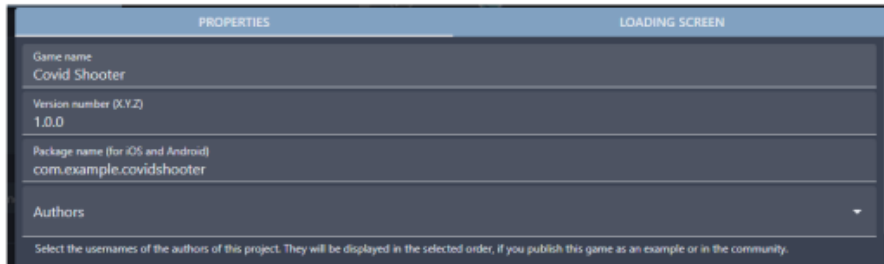 PROPERTIES
LOADING SCREEN
Game name
Covid Shooter
Version number (X.Y.Z)
1.0.0
Package name (for iOS and Android)
com.example.covidshooter
Authors
Select the usernames of the authors of this project. They will be displayed in the selected order, if you publish this game as an example or in the community.